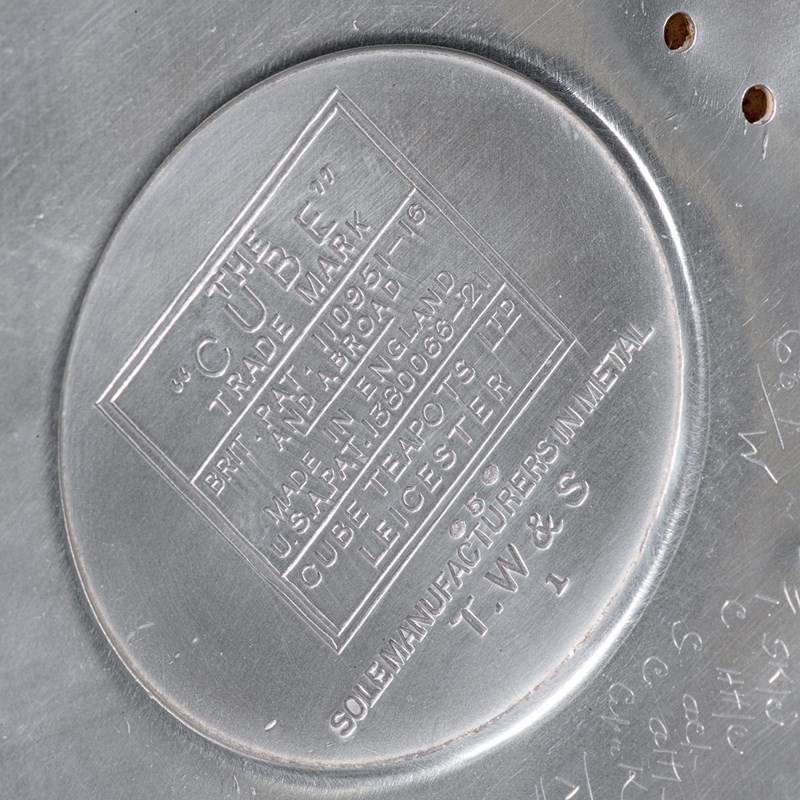 THE
“CUBE”
TRADE MARK
BRIT. PAT. 110951-16
AND ABROAD
MADE IN ENGLAND
U.S.A.PAT.1380066-21
CUBE TEAPOTS LTD
LEICESTER
5
SOLE MANUFACTURERS IN METAL
T.W & S
1